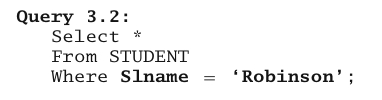 Query 3.2:
Select *
From STUDENT
Where Slname = ‘Robinson’;